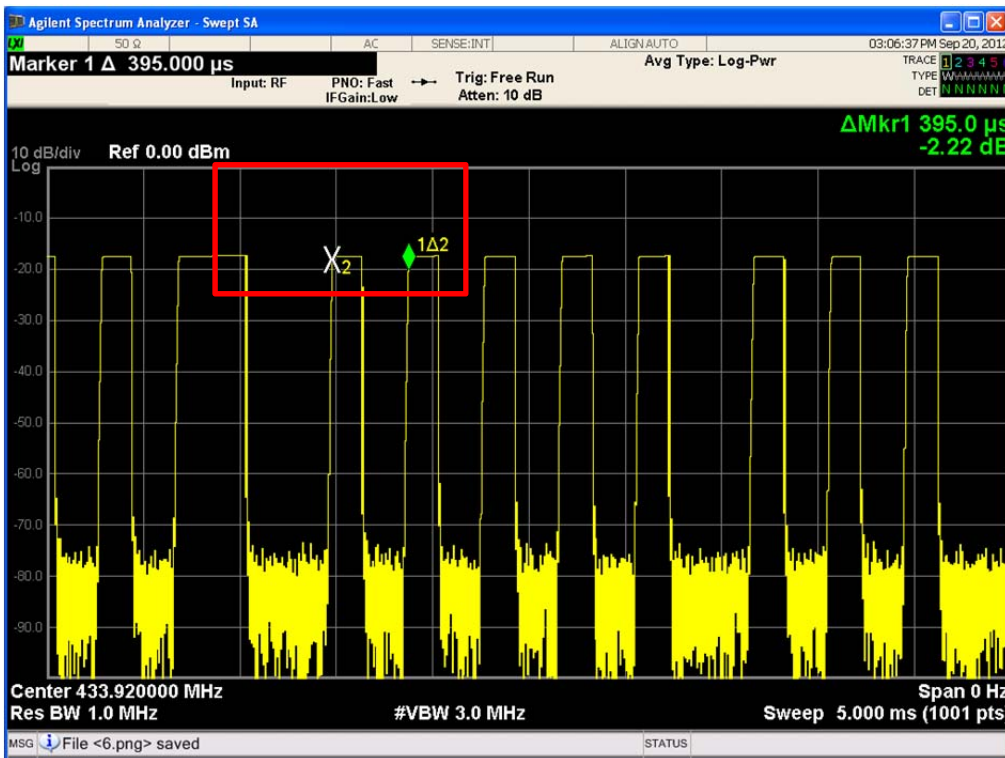 Agilent Spectrum Analyzer - Swept SA
LXI 50 Ω AC SENSE:INT ALIGN AUTO 03:06:37 PM Sep 20, 2012
Marker 1 Δ 395.000 µs
Input: RF PNO: Fast Trig: Free Run Avg Type: Log-Pwr TRACE 1 2 3 4 5
IFGain:Low Atten: 10 dB TYPE
DET N N N N N
ΔMkr1 395.0 µs
-2.22 dB
10 dB/div Ref 0.00 dBm
Log
-10.0
1Δ2
X2
-20.0
-30.0
-40.0
-50.0
-60.0
-70.0
-80.0
-90.0
Center 433.920000 MHz Span 0 Hz
Res BW 1.0 MHz #VBW 3.0 MHz Sweep 5.000 ms (1001 pts
MSG File <6.png> saved STATUS